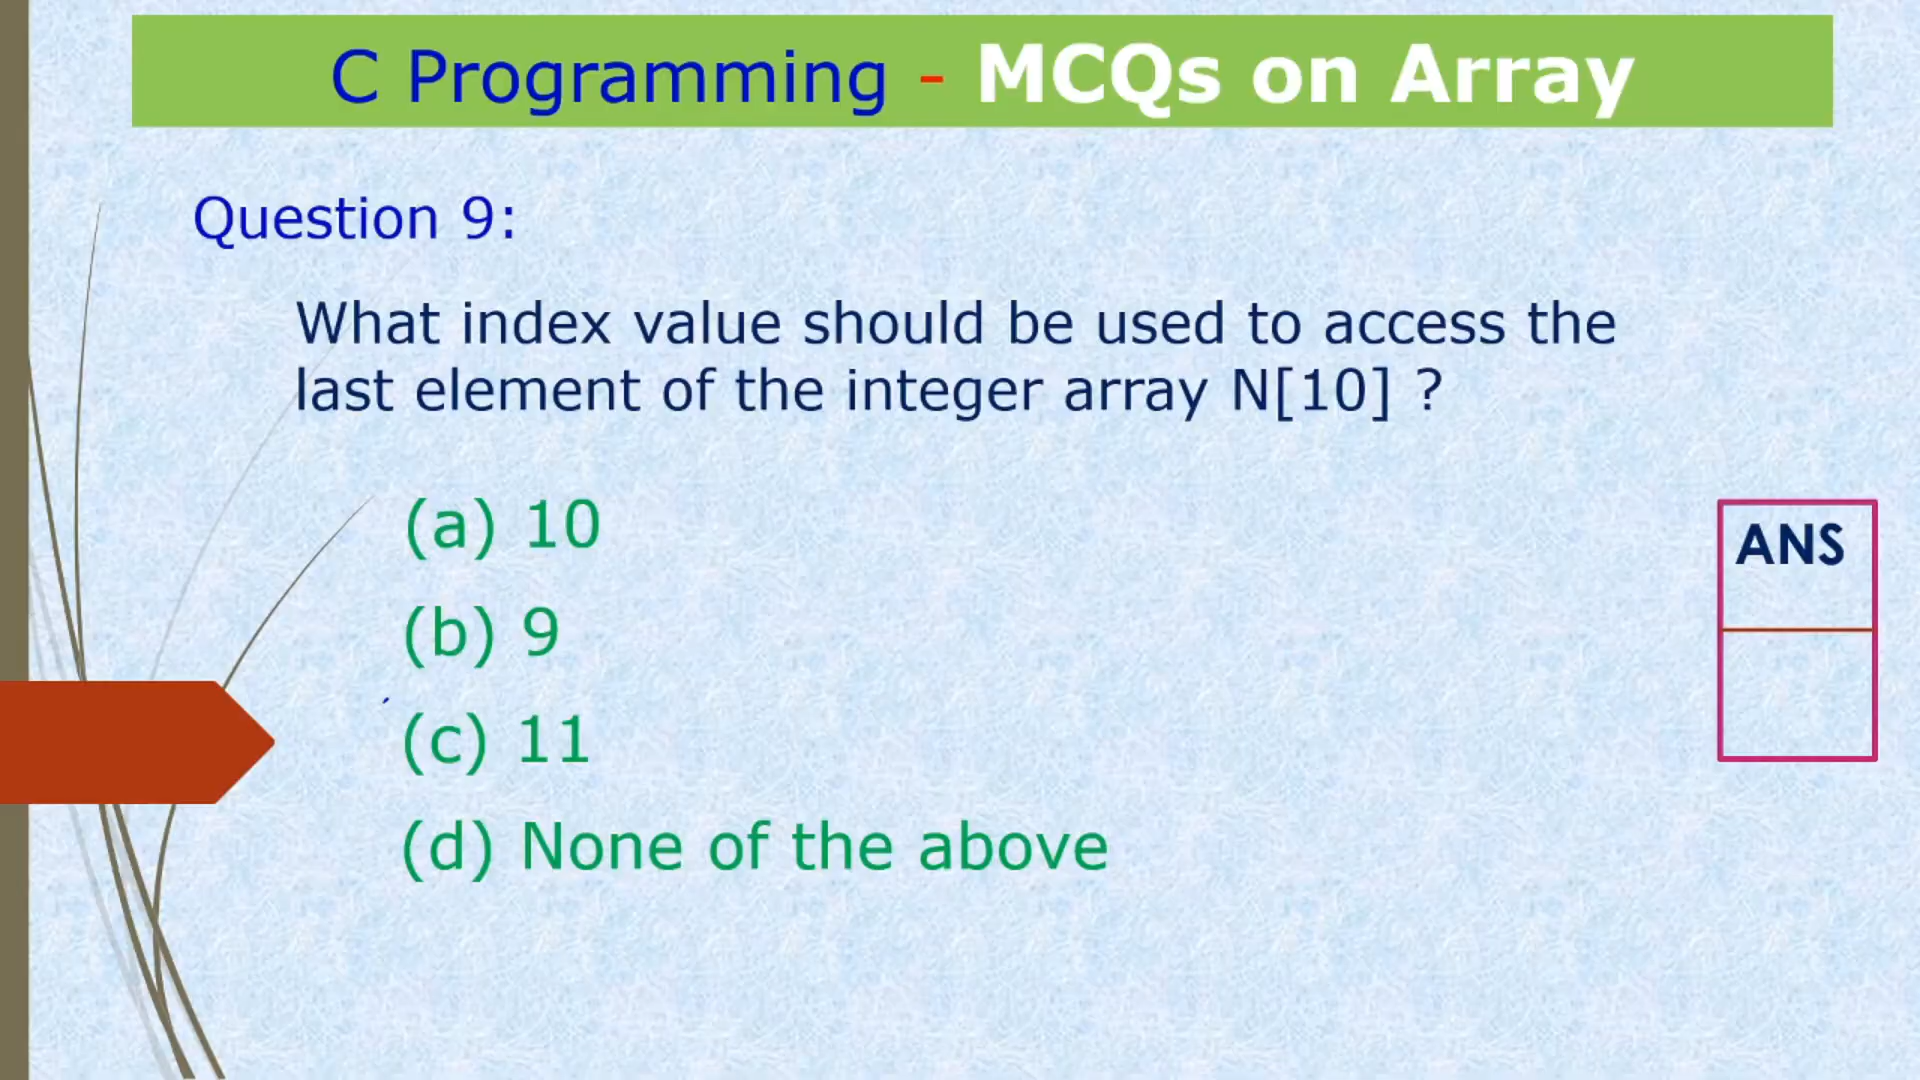 C Programming - MCQs on Array
Question 9:
What index value should be used to access the
last element of the integer array N[10] ?
(a) 10
(b) 9
(c) 11
(d) None of the above
ANS